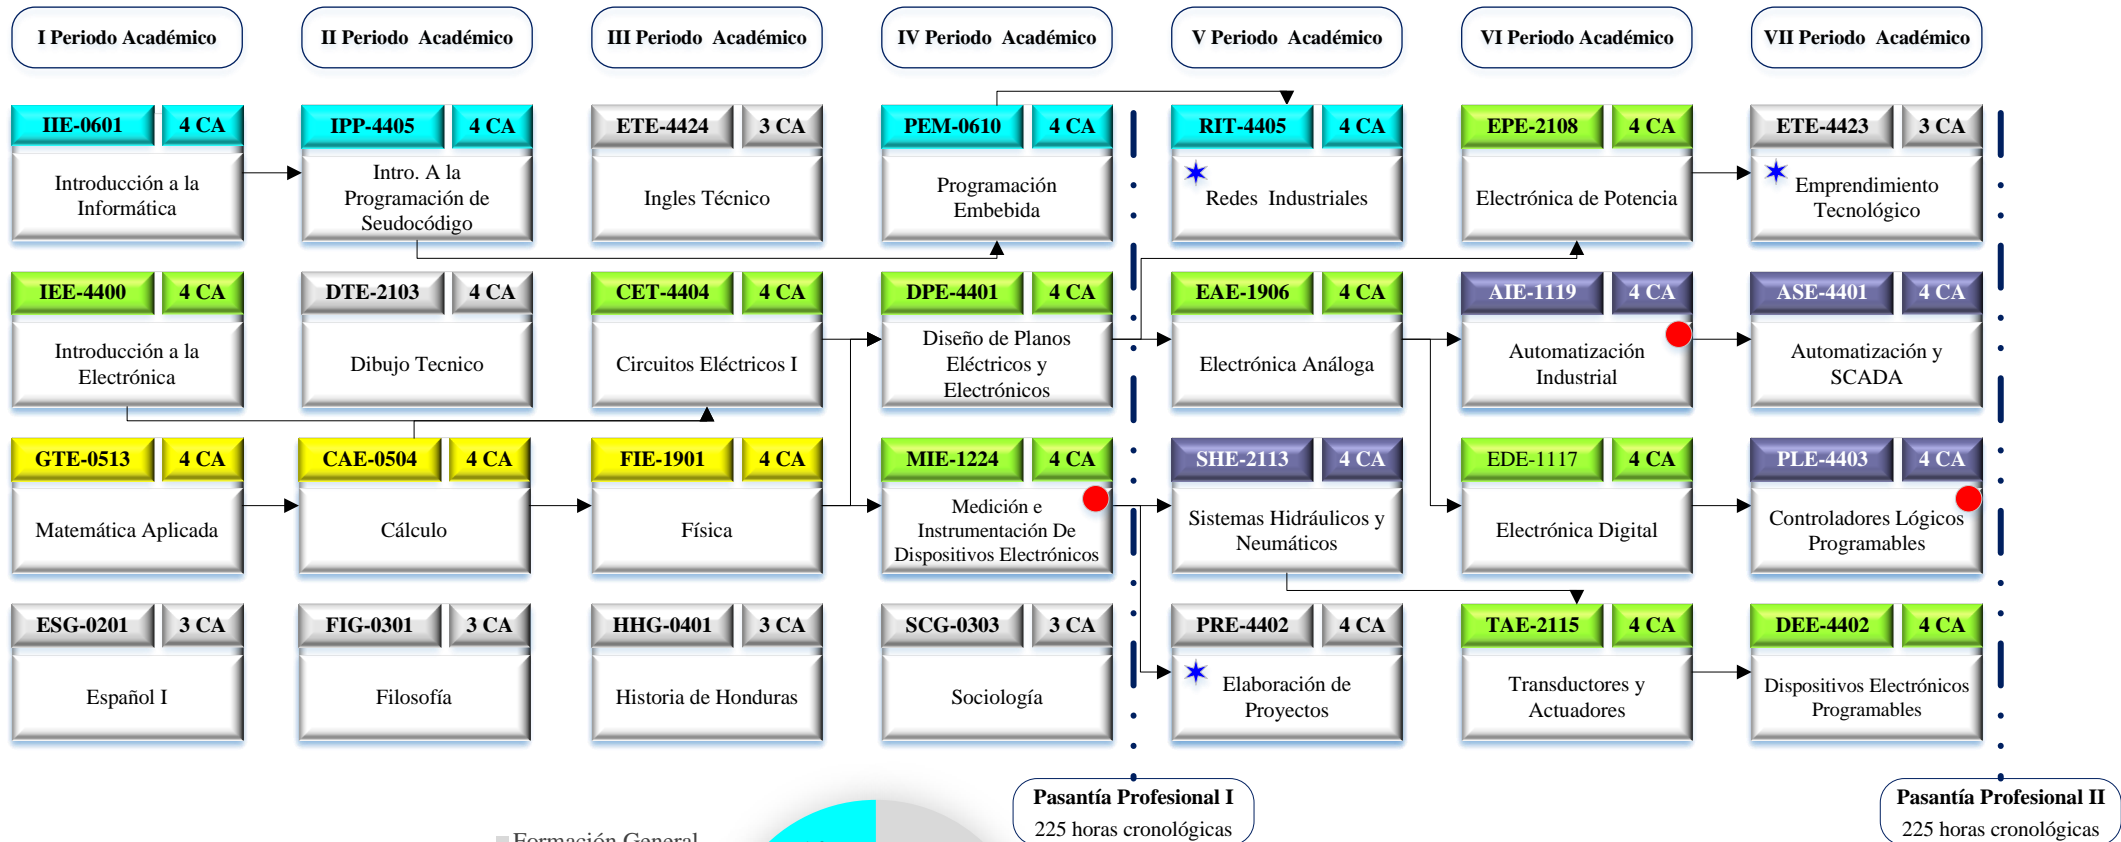 I Periodo Académico
II Periodo Académico
III Periodo Académico
IV Periodo Académico
V Periodo Académico
VI Periodo Académico
VII Periodo Académico
IIE-0601 4 CA
Introducción a la
Informática
IPP-4405 4 CA
Intro. A la
Programación de
Seudocódigo
ETE-4424 3 CA
Ingles Técnico
PEM-0610 4 CA
Programación
Embebida
RIT-4405 4 CA
Redes Industriales
EPE-2108 4 CA
Electrónica de Potencia
ETE-4423 3 CA
Emprendimiento
Tecnológico
IEE-4400 4 CA
Introducción a la
Electrónica
DTE-2103 4 CA
Dibujo Tecnico
CET-4404 4 CA
Circuitos Eléctricos I
DPE-4401 4 CA
Diseño de Planos
Eléctricos y
Electrónicos
EAE-1906 4 CA
Electrónica Análoga
AIE-1119 4 CA
Automatización
Industrial
ASE-4401 4 CA
Automatización y
SCADA
GTE-0513 4 CA
Matemática Aplicada
CAE-0504 4 CA
Cálculo
FIE-1901 4 CA
Física
MIE-1224 4 CA
Medición e
Instrumentación De
Dispositivos Electrónicos
SHE-2113 4 CA
Sistemas Hidráulicos y
Neumáticos
EDE-1117 4 CA
Electrónica Digital
PLE-4403 4 CA
Controladores Lógicos
Programables
ESG-0201 3 CA
Español I
FIG-0301 3 CA
Filosofía
HHG-0401 3 CA
Historia de Honduras
SCG-0303 3 CA
Sociología
PRE-4402 4 CA
Elaboración de
Proyectos
TAE-2115 4 CA
Transductores y
Actuadores
DEE-4402 4 CA
Dispositivos Electrónicos
Programables
Pasantía Profesional I
225 horas cronológicas
Pasantía Profesional II
225 horas cronológicas
Formación General